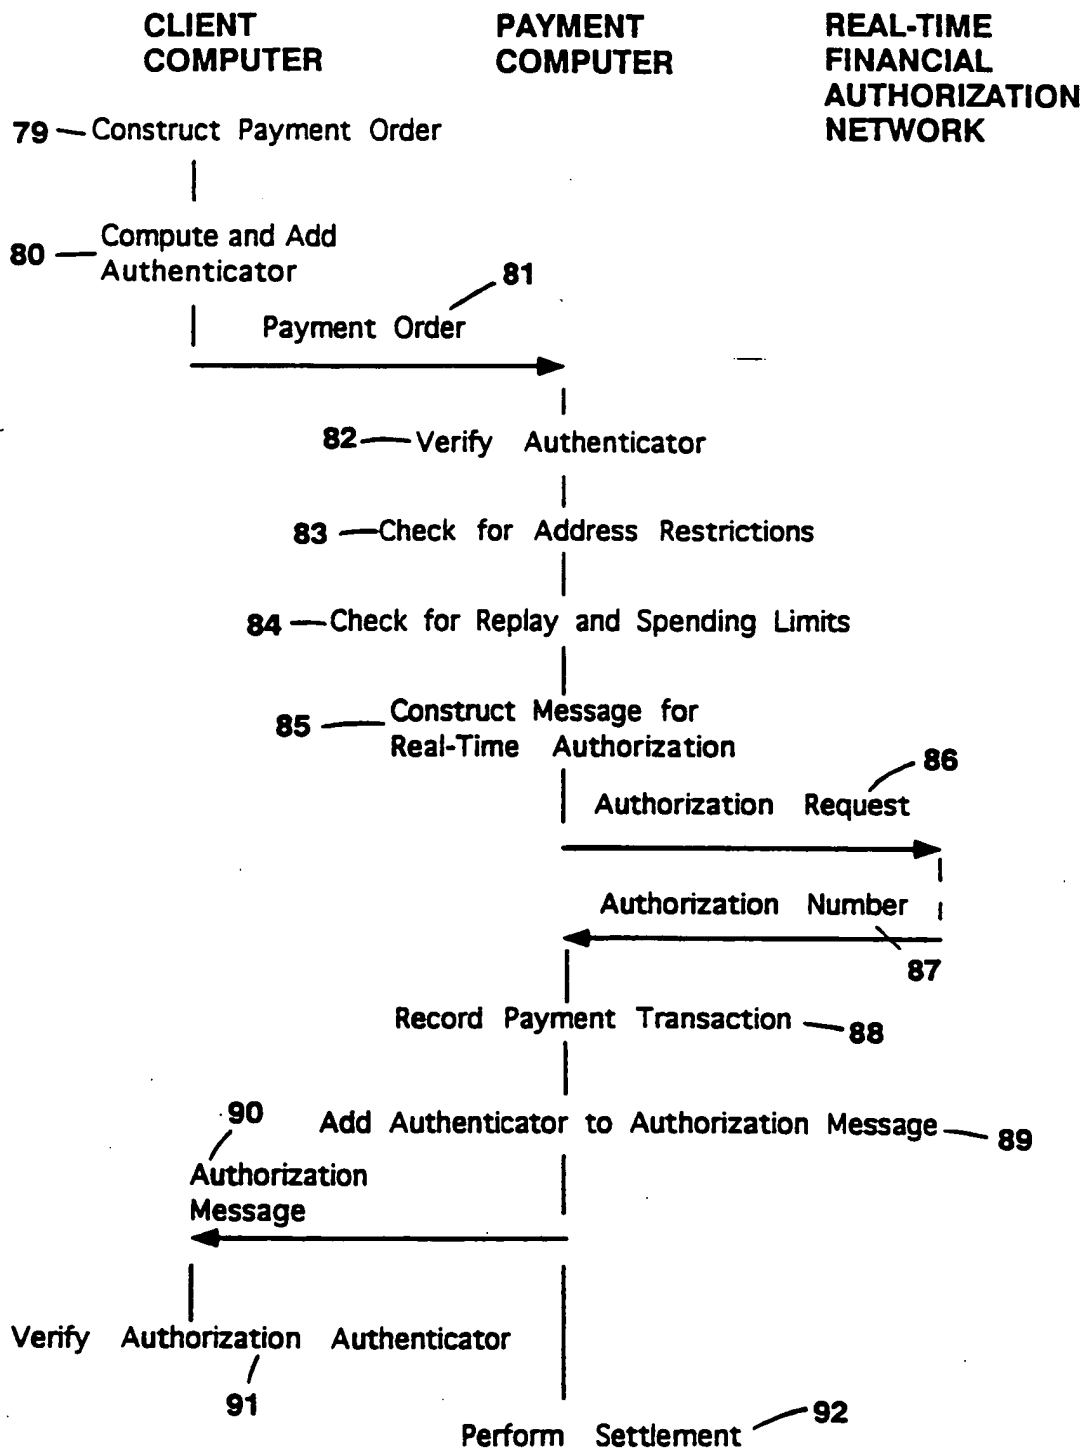 CLIENT
COMPUTER
PAYMENT
COMPUTER
REAL-TIME
FINANCIAL
AUTHORIZATION
NETWORK
79 Construct Payment Order
80 Compute and Add
Authenticator
81
Payment Order
82 Verify Authenticator
83 Check for Address Restrictions
84 Check for Replay and Spending Limits
85 Construct Message for
Real-Time Authorization
86
Authorization Request
Authorization Number
87
Record Payment Transaction 88
90
Add Authenticator to Authorization Message 89
Authorization
Message
Verify Authorization Authenticator
91
92
Perform Settlement